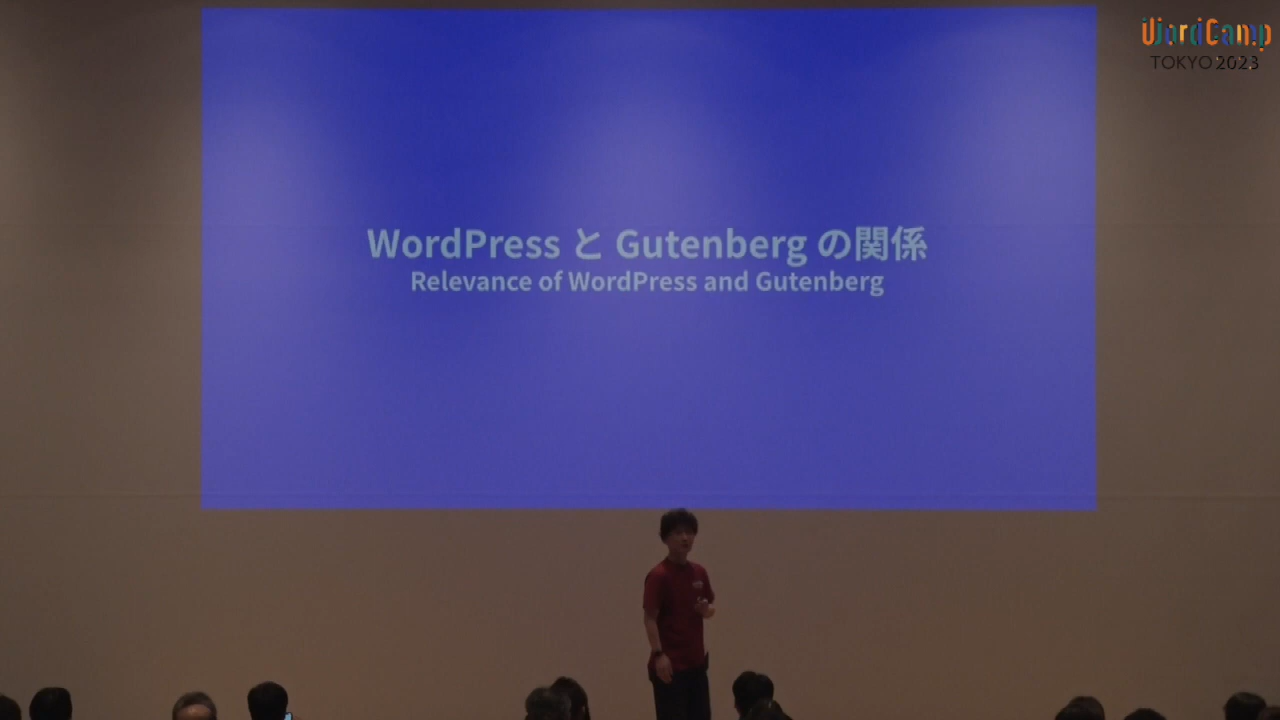 WordCamp
TOKYO 2023
WordPress と Gutenberg の関係
Relevance of WordPress and Gutenberg